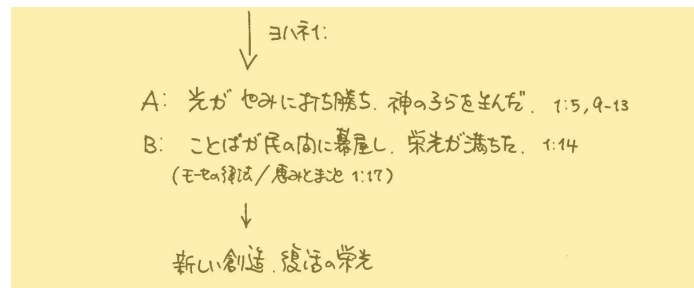 ヨハネ1:
A: 光が やみに打ち勝ち、神の子らを生んだ. 1:5, 9-13
B: ことばが民の間に幕屋し、栄光が満ちた. 1:14
(モーセの律法/恵みとまこと 1:17)
新しい創造、復活の栄光